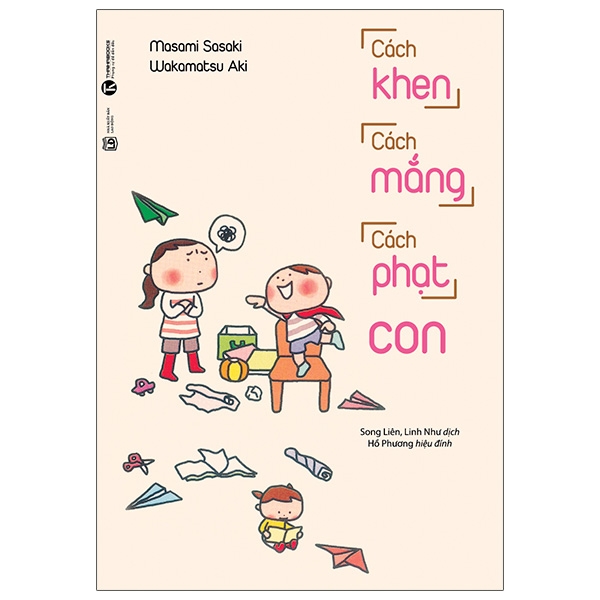 Masami Sasaki
Wakamatsu Aki
Cách
khen
Cách
mắng
Cách
phạt
con
Song Liên, Linh Như dịch
Hồ Phương hiệu đính
THAIHABOOKS